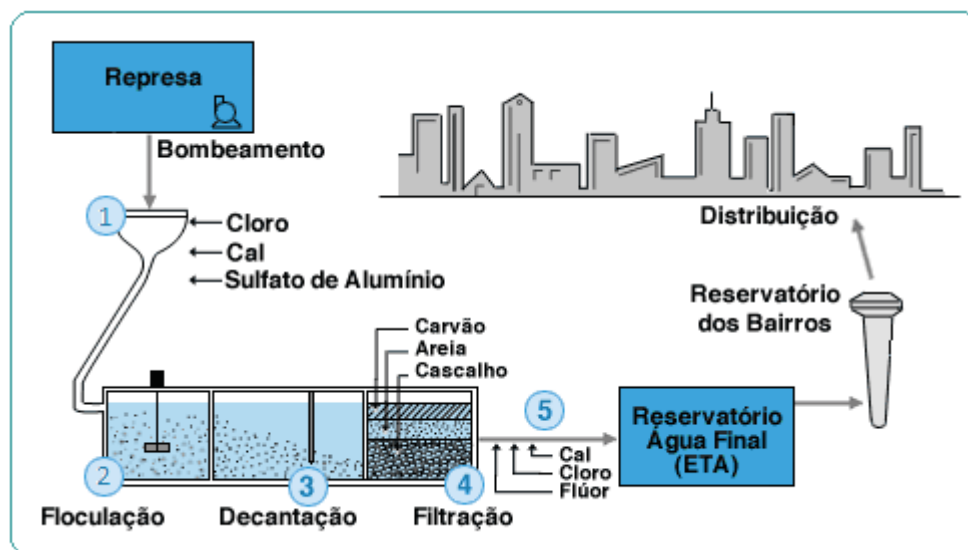 Represa
Bombeamento
1
Cloro
Cal
Sulfato de Alumínio
Distribuição
Reservatório
dos Bairros
Carvão
Areia
Cascalho
5
Reservatório
Água Final
(ETA)
Cal
Cloro
Flúor
2
3
4
Floculação
Decantação
Filtração